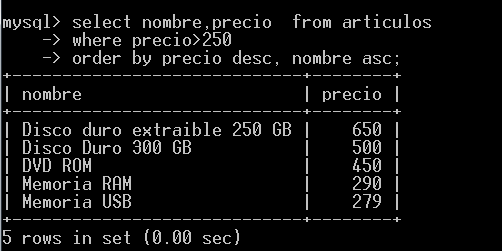 mysql> select nombre,precio  from articulos
    -> where precio>250
    -> order by precio desc, nombre asc;
+-----------------------------+--------+
| nombre                      | precio |
+-----------------------------+--------+
| Disco duro extraible 250 GB |    650 |
| Disco Duro 300 GB           |    500 |
| DVD ROM                     |    450 |
| Memoria RAM                 |    290 |
| Memoria USB                 |    279 |
+-----------------------------+--------+
5 rows in set (0.00 sec)